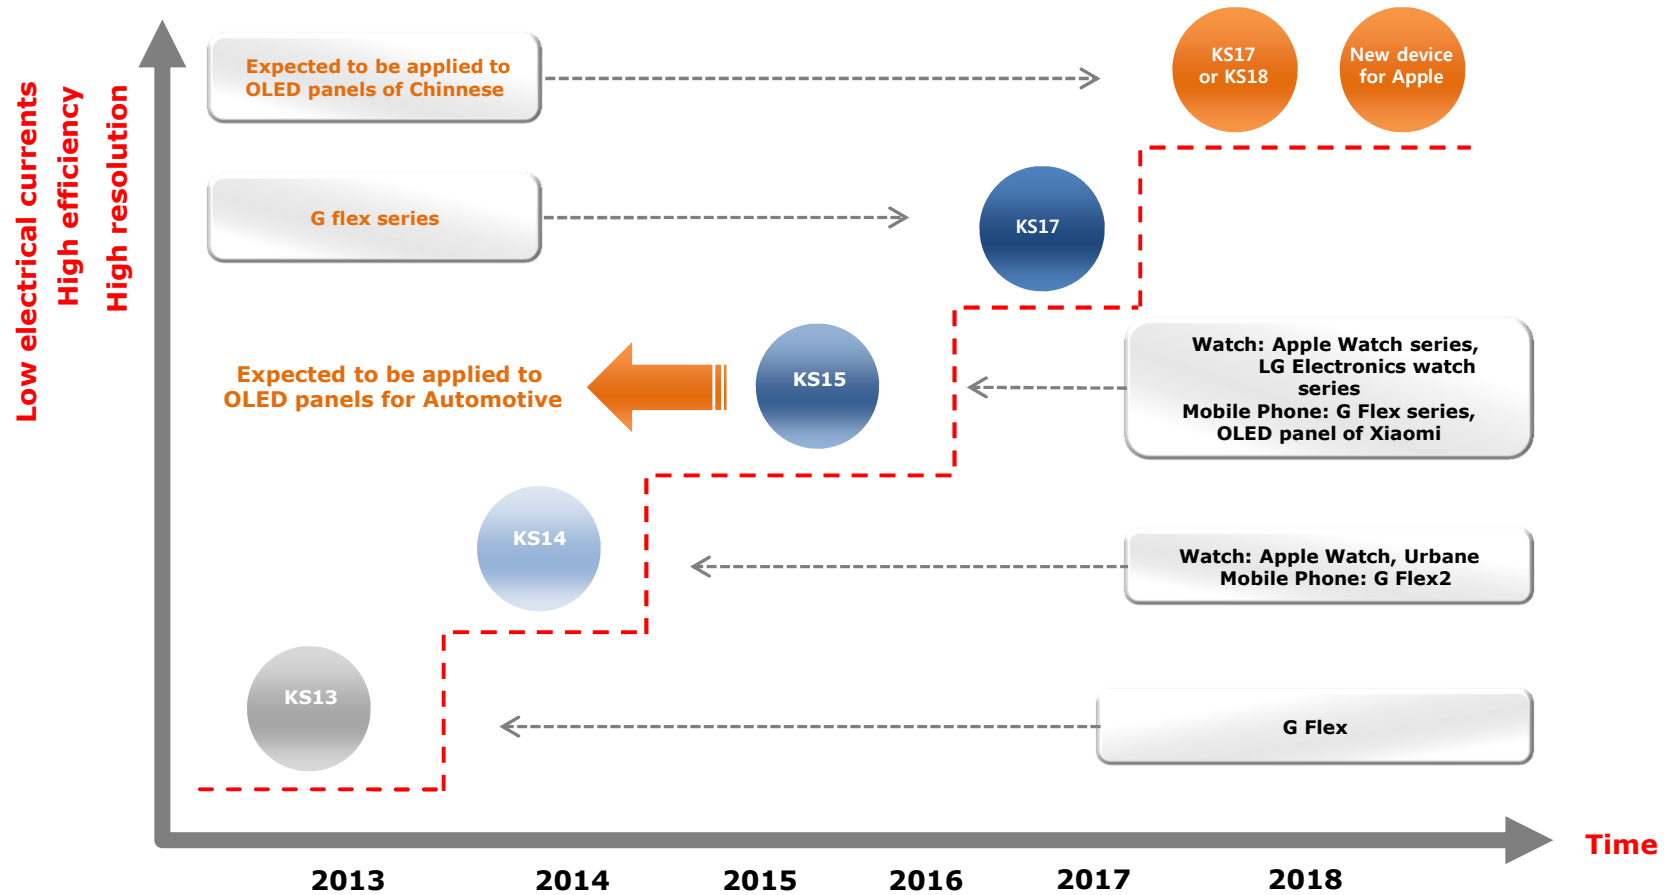 Low electrical currents
High efficiency
High resolution
Expected to be applied to
OLED panels of Chinnese
KS17
or KS18
New device
for Apple
G flex series
KS17
Expected to be applied to
OLED panels for Automotive
KS15
Watch: Apple Watch series,
LG Electronics watch
series
Mobile Phone: G Flex series,
OLED panel of Xiaomi
KS14
Watch: Apple Watch, Urbane
Mobile Phone: G Flex2
KS13
G Flex
Time
2013
2014
2015
2016
2017
2018